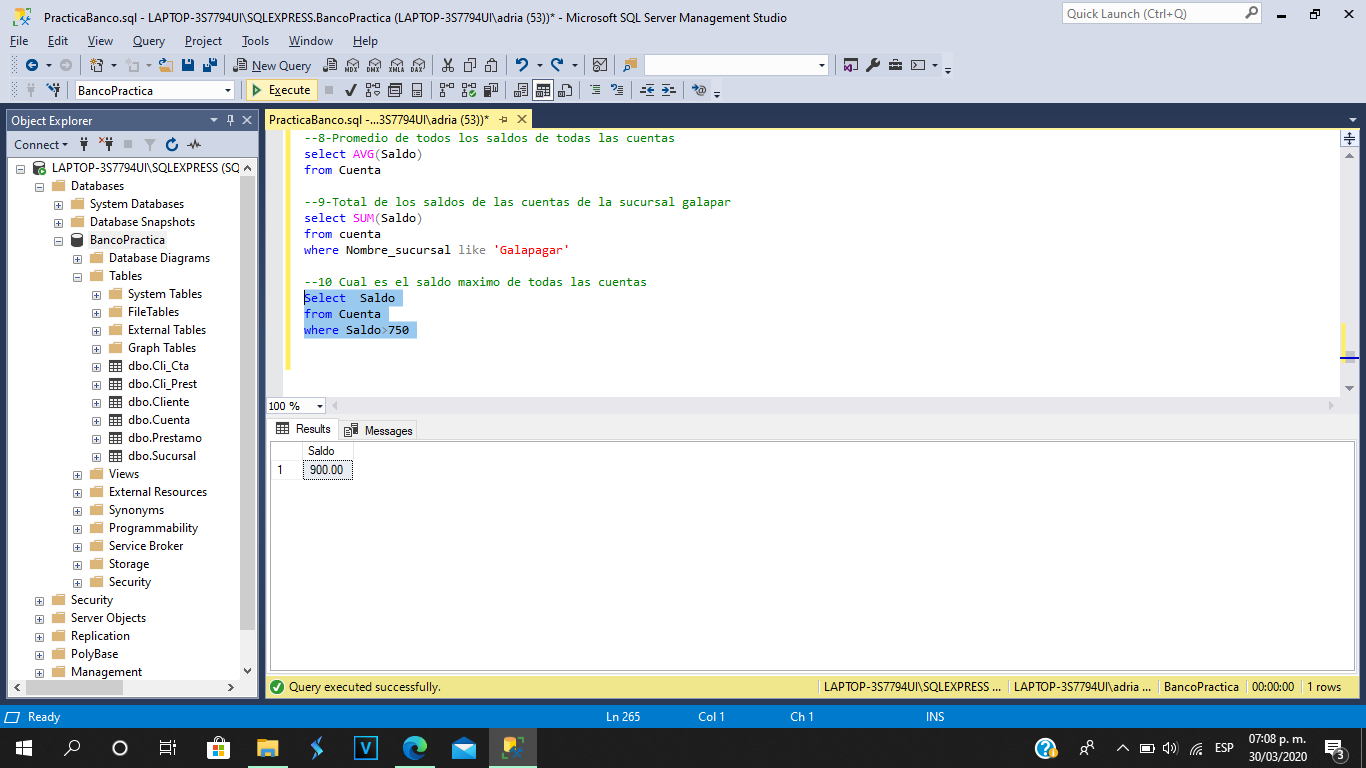 PracticaBanco.sql - LAPTOP-3S7794UI\SQLEXPRESS.BancoPractica (LAPTOP-3S7794UI\adria (53))* - Microsoft SQL Server Management Studio
Quick Launch (Ctrl+Q)
File Edit View Query Project Tools Window Help
New Query MDX DMX XMLA DAX
BancoPractica Execute
Object Explorer
PracticaBanco.sql -...3S7794UI\adria (53))*
Connect
LAPTOP-3S7794UI\SQLEXPRESS (SQ
Databases
System Databases
Database Snapshots
BancoPractica
Database Diagrams
Tables
System Tables
FileTables
External Tables
Graph Tables
dbo.Cli_Cta
dbo.Cli_Prest
dbo.Cliente
dbo.Cuenta
dbo.Prestamo
dbo.Sucursal
Views
External Resources
Synonyms
Programmability
Service Broker
Storage
Security
Security
Server Objects
Replication
PolyBase
Management
--8-Promedio de todos los saldos de todas las cuentas
select AVG(Saldo)
from Cuenta
--9-Total de los saldos de las cuentas de la sucursal galapar
select SUM(Saldo)
from cuenta
where Nombre_sucursal like 'Galapagar'
--10 Cual es el saldo maximo de todas las cuentas
Select  Saldo
from Cuenta
where Saldo>750
100 %
Results Messages
Saldo
1 900.00
Query executed successfully. LAPTOP-3S7794UI\SQLEXPRESS ... LAPTOP-3S7794UI\adria ... BancoPractica 00:00:00 1 rows
Ready Ln 265 Col 1 Ch 1 INS
V ESP 07:08 p. m.
30/03/2020
3